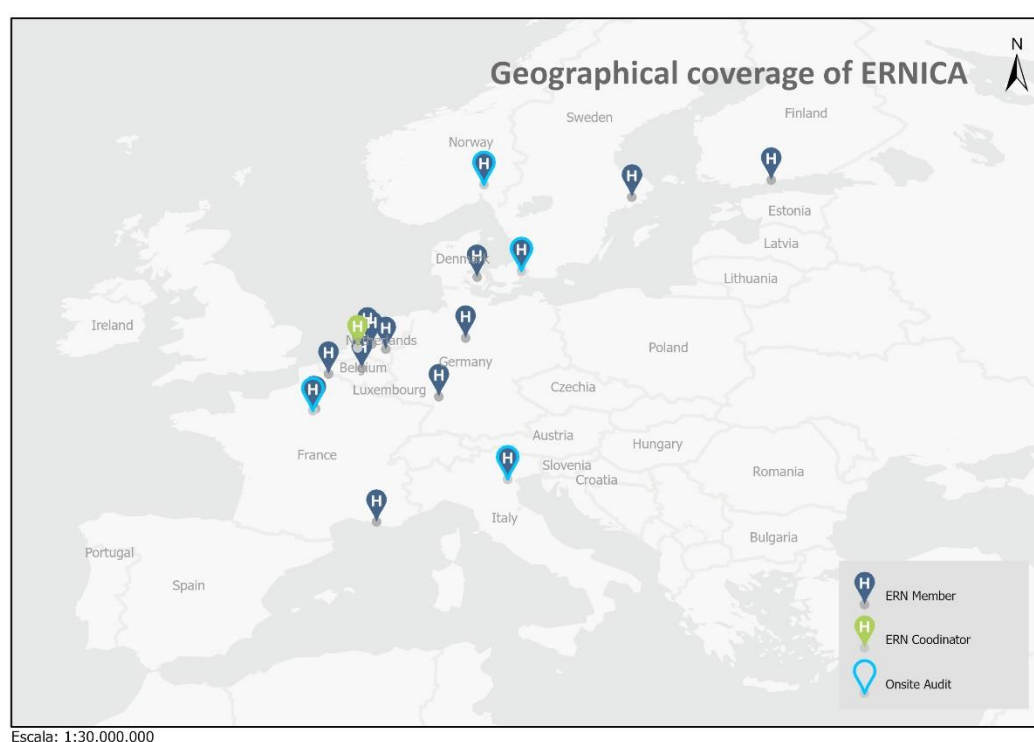 Geographical coverage of ERNICA
N
Finland
Sweden
Norway
H
H
H
Estonia
Latvia
H
H
Denmark
Lithuania
H
H
H
H
H
Ireland
Netherlands
Poland
H
H
Germany
Belgium
H
Luxembourg
Czechia
H
Austria
Hungary
France
H
Slovenia
Croatia
Romania
H
Italy
Bulgaria
Portugal
Spain
H
ERN Member
H
ERN Coodinator
Onsite Audit
Escala: 1:30.000.000